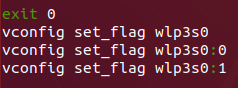 exit 0
vconfig set_flag wlp3s0
vconfig set_flag wlp3s0:0
vconfig set_flag wlp3s0:1